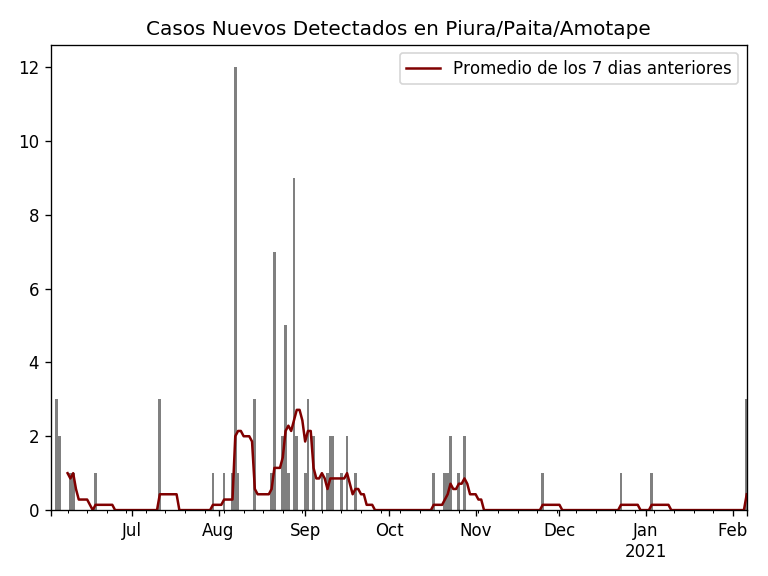 Casos Nuevos Detectados en Piura/Paita/Amotape
Promedio de los 7 dias anteriores
12
10
8
6
4
2
0
Jul Aug Sep Oct Nov Dec Jan Feb
2021